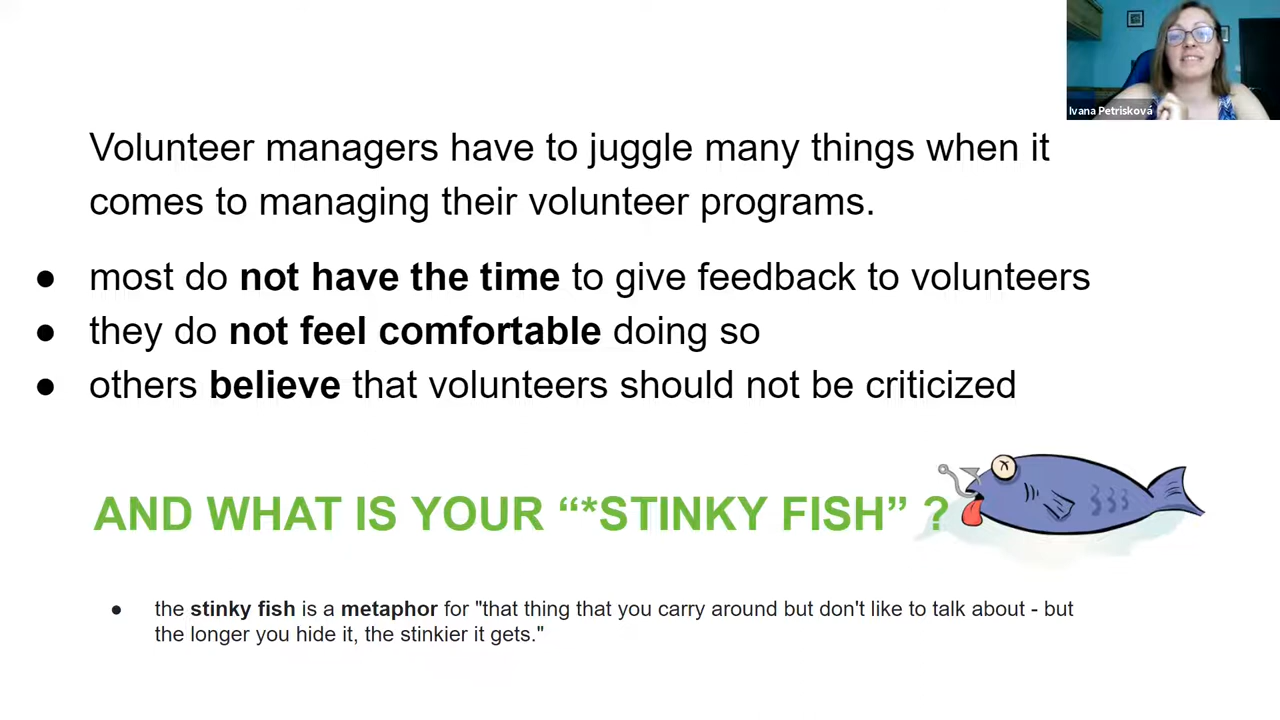 Ivana Petrisková
Volunteer managers have to juggle many things when it
comes to managing their volunteer programs.
● most do not have the time to give feedback to volunteers
● they do not feel comfortable doing so
● others believe that volunteers should not be criticized
AND WHAT IS YOUR “*STINKY FISH” ?
● the stinky fish is a metaphor for "that thing that you carry around but don't like to talk about - but
the longer you hide it, the stinkier it gets."